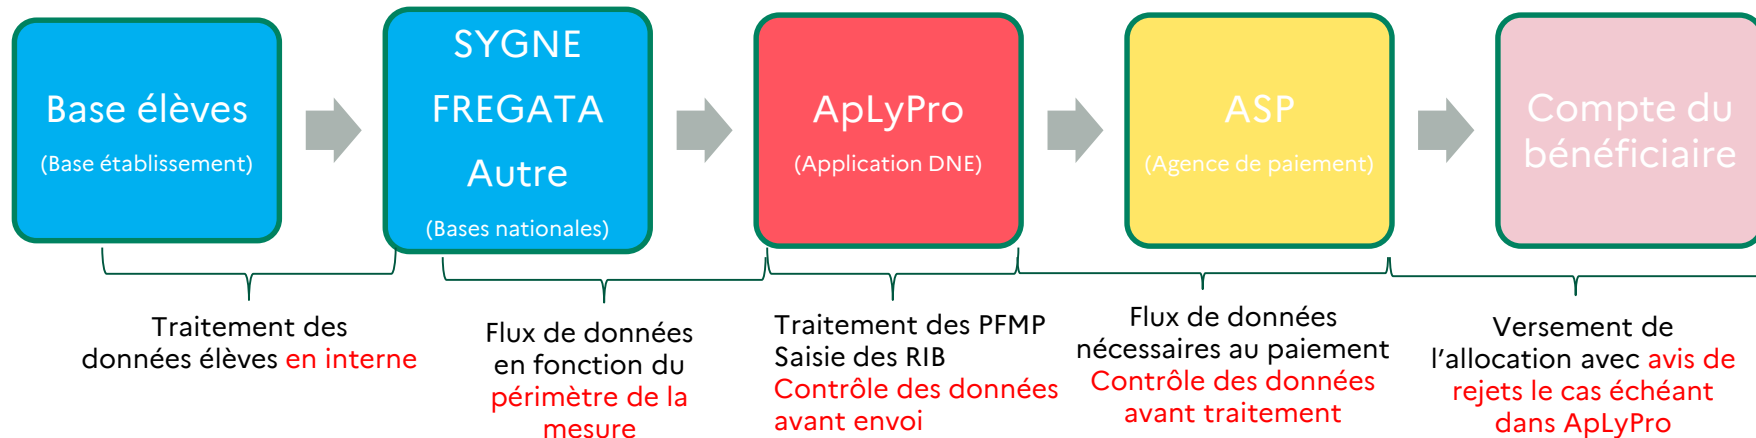 Base élèves
(Base établissement)
SYGNE
FREGATA
Autre
(Bases nationales)
ApLyPro
(Application DNE)
ASP
(Agence de paiement)
Compte du
bénéficiaire
Traitement des
données élèves en interne
Flux de données
en fonction du
périmètre de la
mesure
Traitement des PFMP
Saisie des RIB
Contrôle des données
avant envoi
Flux de données
nécessaires au paiement
Contrôle des données
avant traitement
Versement de
l'allocation avec avis de
rejets le cas échéant
dans ApLyPro